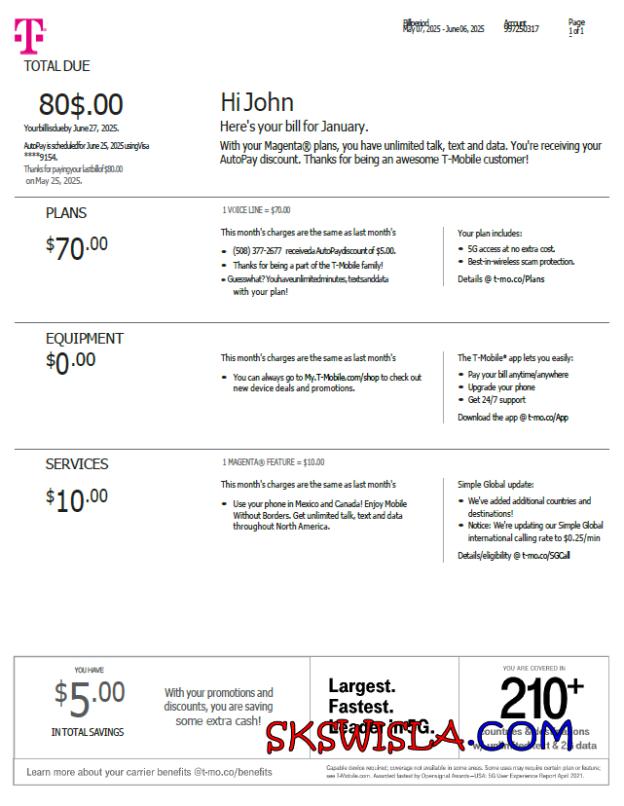 T
Bill period
May 07, 2025 - June 06, 2025
Account
997250317
Page
1 of 1
TOTAL DUE
80$.00
Your bill is due by June 27, 2025.
AutoPay is scheduled for June 25, 2025 using Visa
****9154.
Thanks for paying your last bill of $80.00
on May 25, 2025.
Hi John
Here's your bill for January.
With your Magenta® plans, you have unlimited talk, text and data. You're receiving your
AutoPay discount. Thanks for being an awesome T-Mobile customer!
PLANS
$70.00
1 VOICE LINE = $70.00
This month's charges are the same as last month's
• (508) 377-2677 received a AutoPay discount of $5.00.
• Thanks for being a part of the T-Mobile family!
• Guess what? You have unlimited minutes, texts and data
with your plan!
Your plan includes:
• 5G access at no extra cost.
• Best-in-wireless scam protection.
Details @ t-mo.co/Plans
EQUIPMENT
$0.00
This month's charges are the same as last month's
• You can always go to My.T-Mobile.com/shop to check out
new device deals and promotions.
The T-Mobile® app lets you easily:
• Pay your bill anytime/anywhere
• Upgrade your phone
• Get 24/7 support
Download the app @ t-mo.co/App
SERVICES
$10.00
1 MAGENTA® FEATURE = $10.00
This month's charges are the same as last month's
• Use your phone in Mexico and Canada! Enjoy Mobile
Without Borders. Get unlimited talk, text and data
throughout North America.
Simple Global update:
• We've added additional countries and
destinations!
• Notice: We're updating our Simple Global
international calling rate to $0.25/min
Details/eligibility @ t-mo.co/SGCall
YOU HAVE
$5.00
IN TOTAL SAVINGS
With your promotions and
discounts, you are saving
some extra cash!
Largest.
Fastest.
Leader in 5G.
YOU ARE COVERED IN
210+
countries & destinations
w/ unlimited text & 2G data
SKSWISLA.COM
Learn more about your carrier benefits @t-mo.co/benefits
Capable device required; coverage not available in some areas. Some uses may require certain plan or feature;
see T-Mobile.com. Awarded fastest by Opensignal Awards—USA: 5G User Experience Report April 2021.